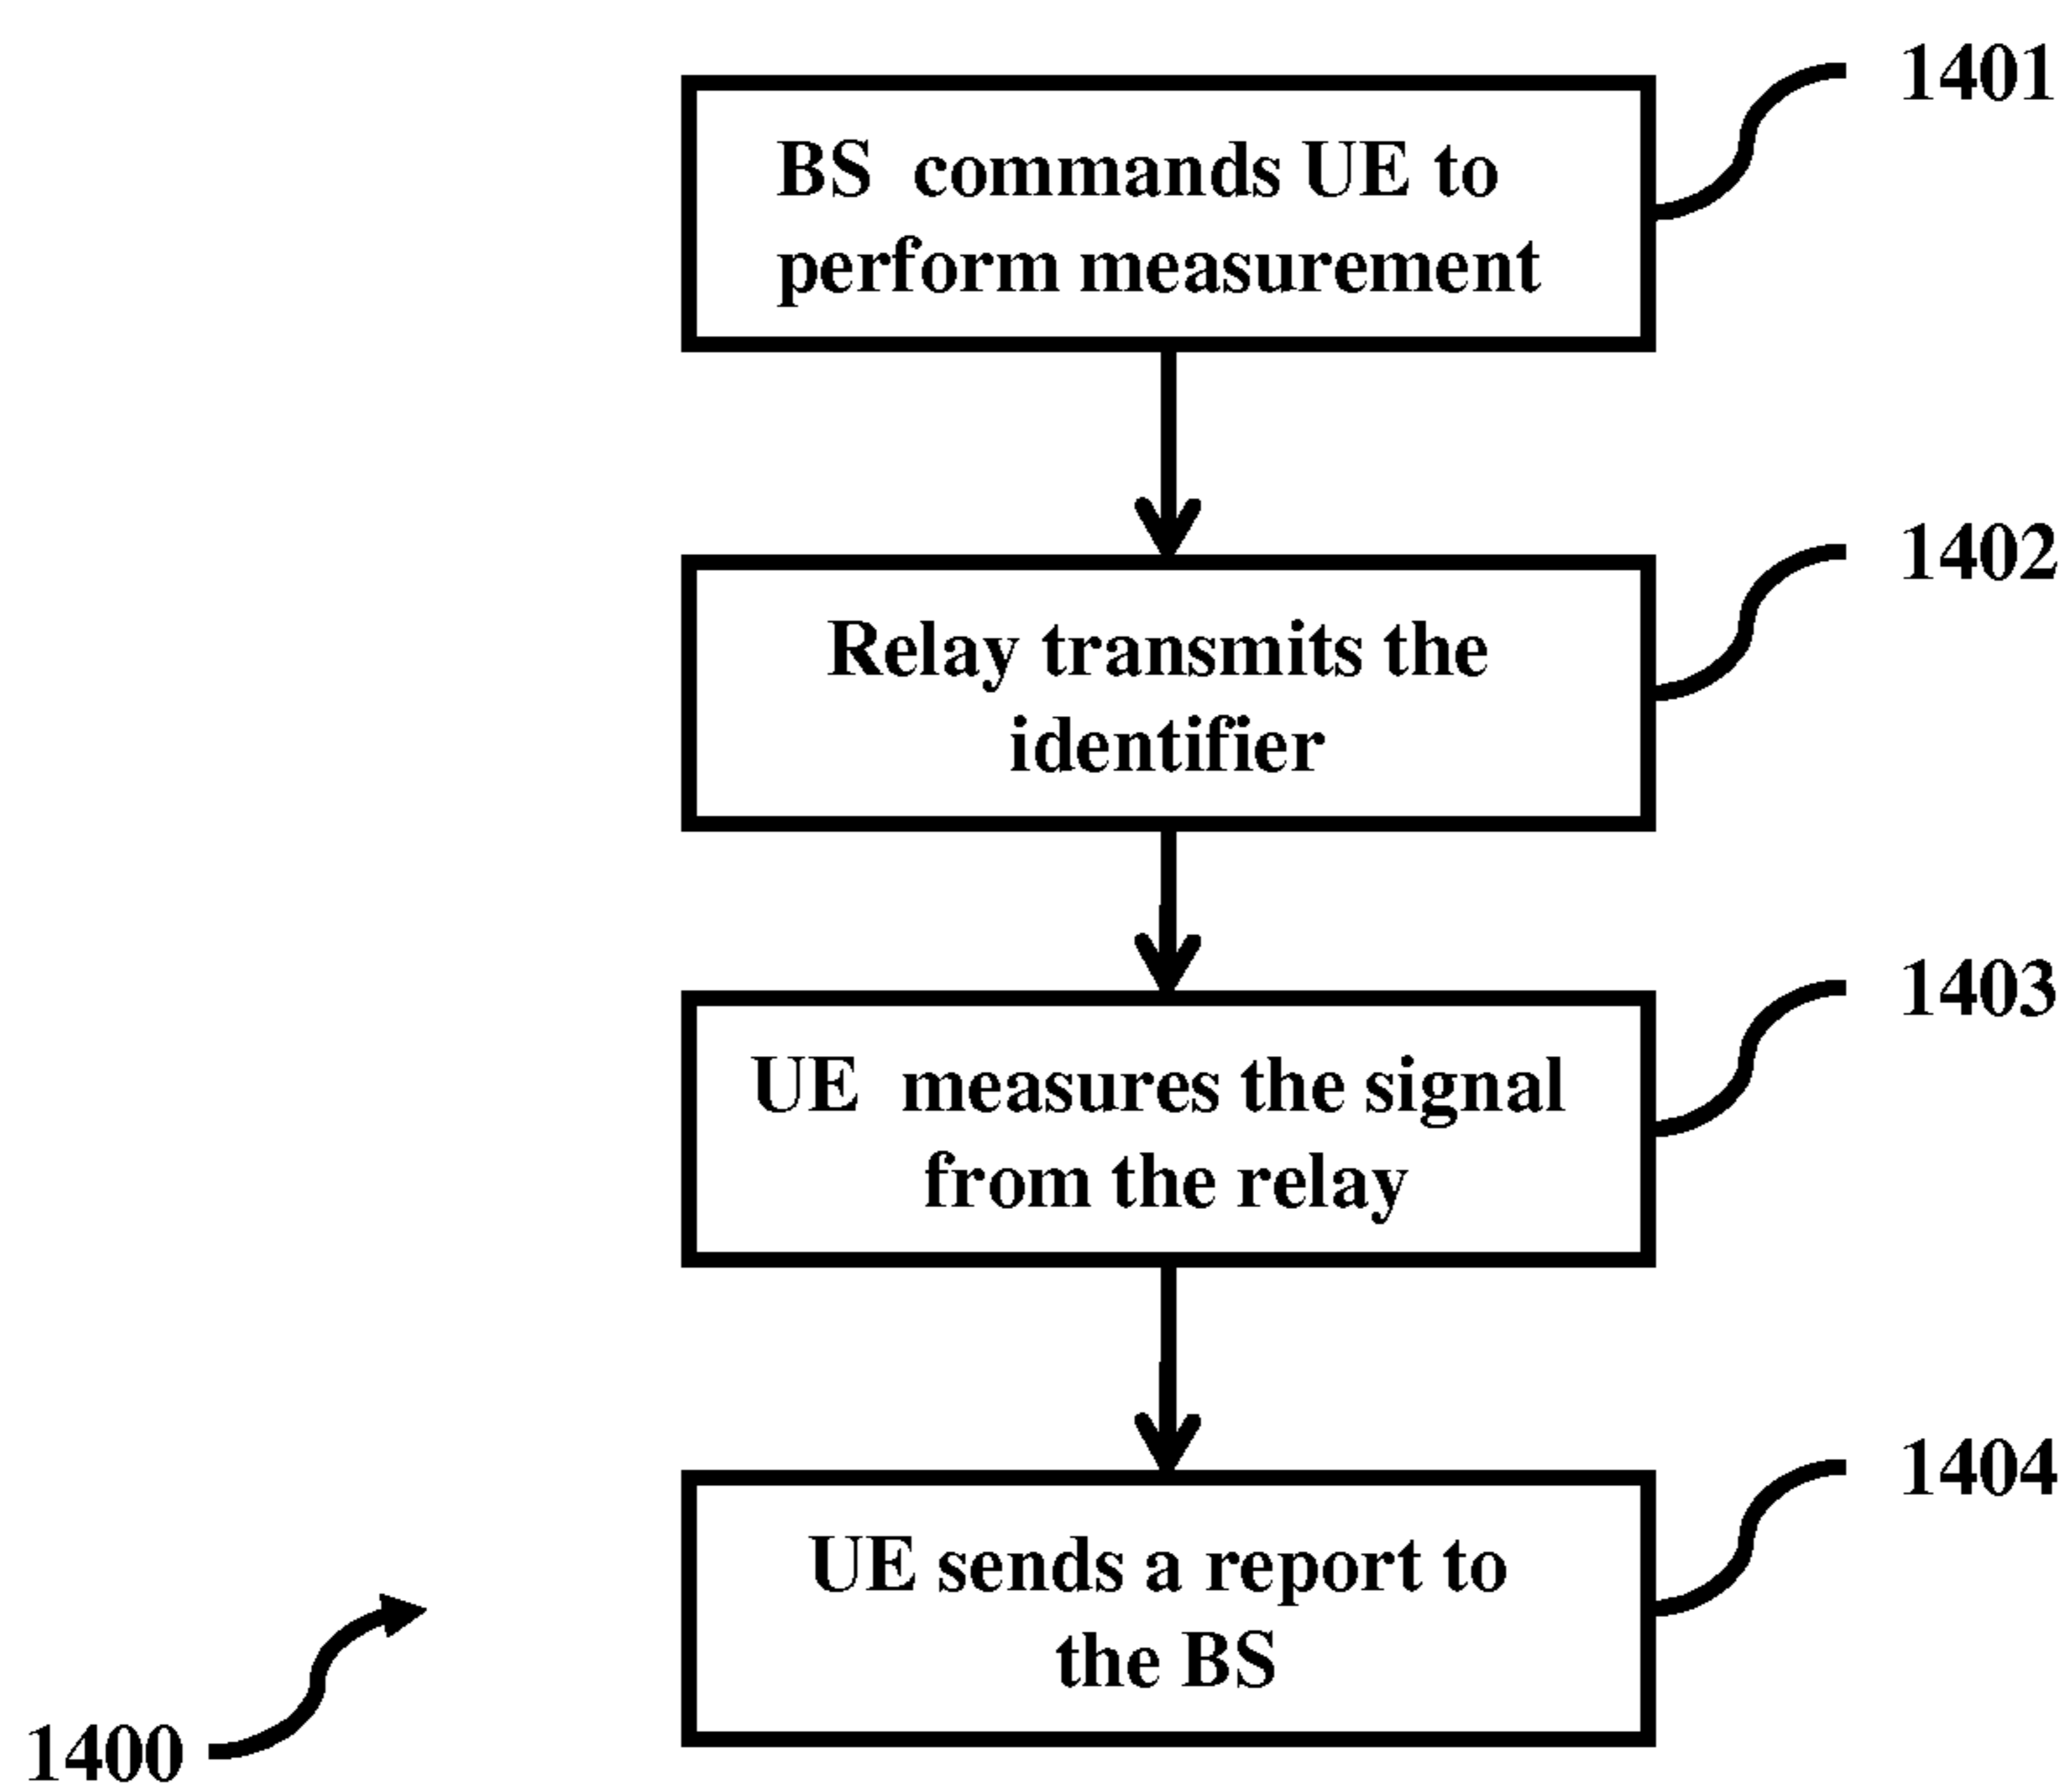 1401
BS commands UE to
perform measurement
1402
Relay transmits the
identifier
1403
UE measures the signal
from the relay
1404
UE sends a report to
the BS
1400